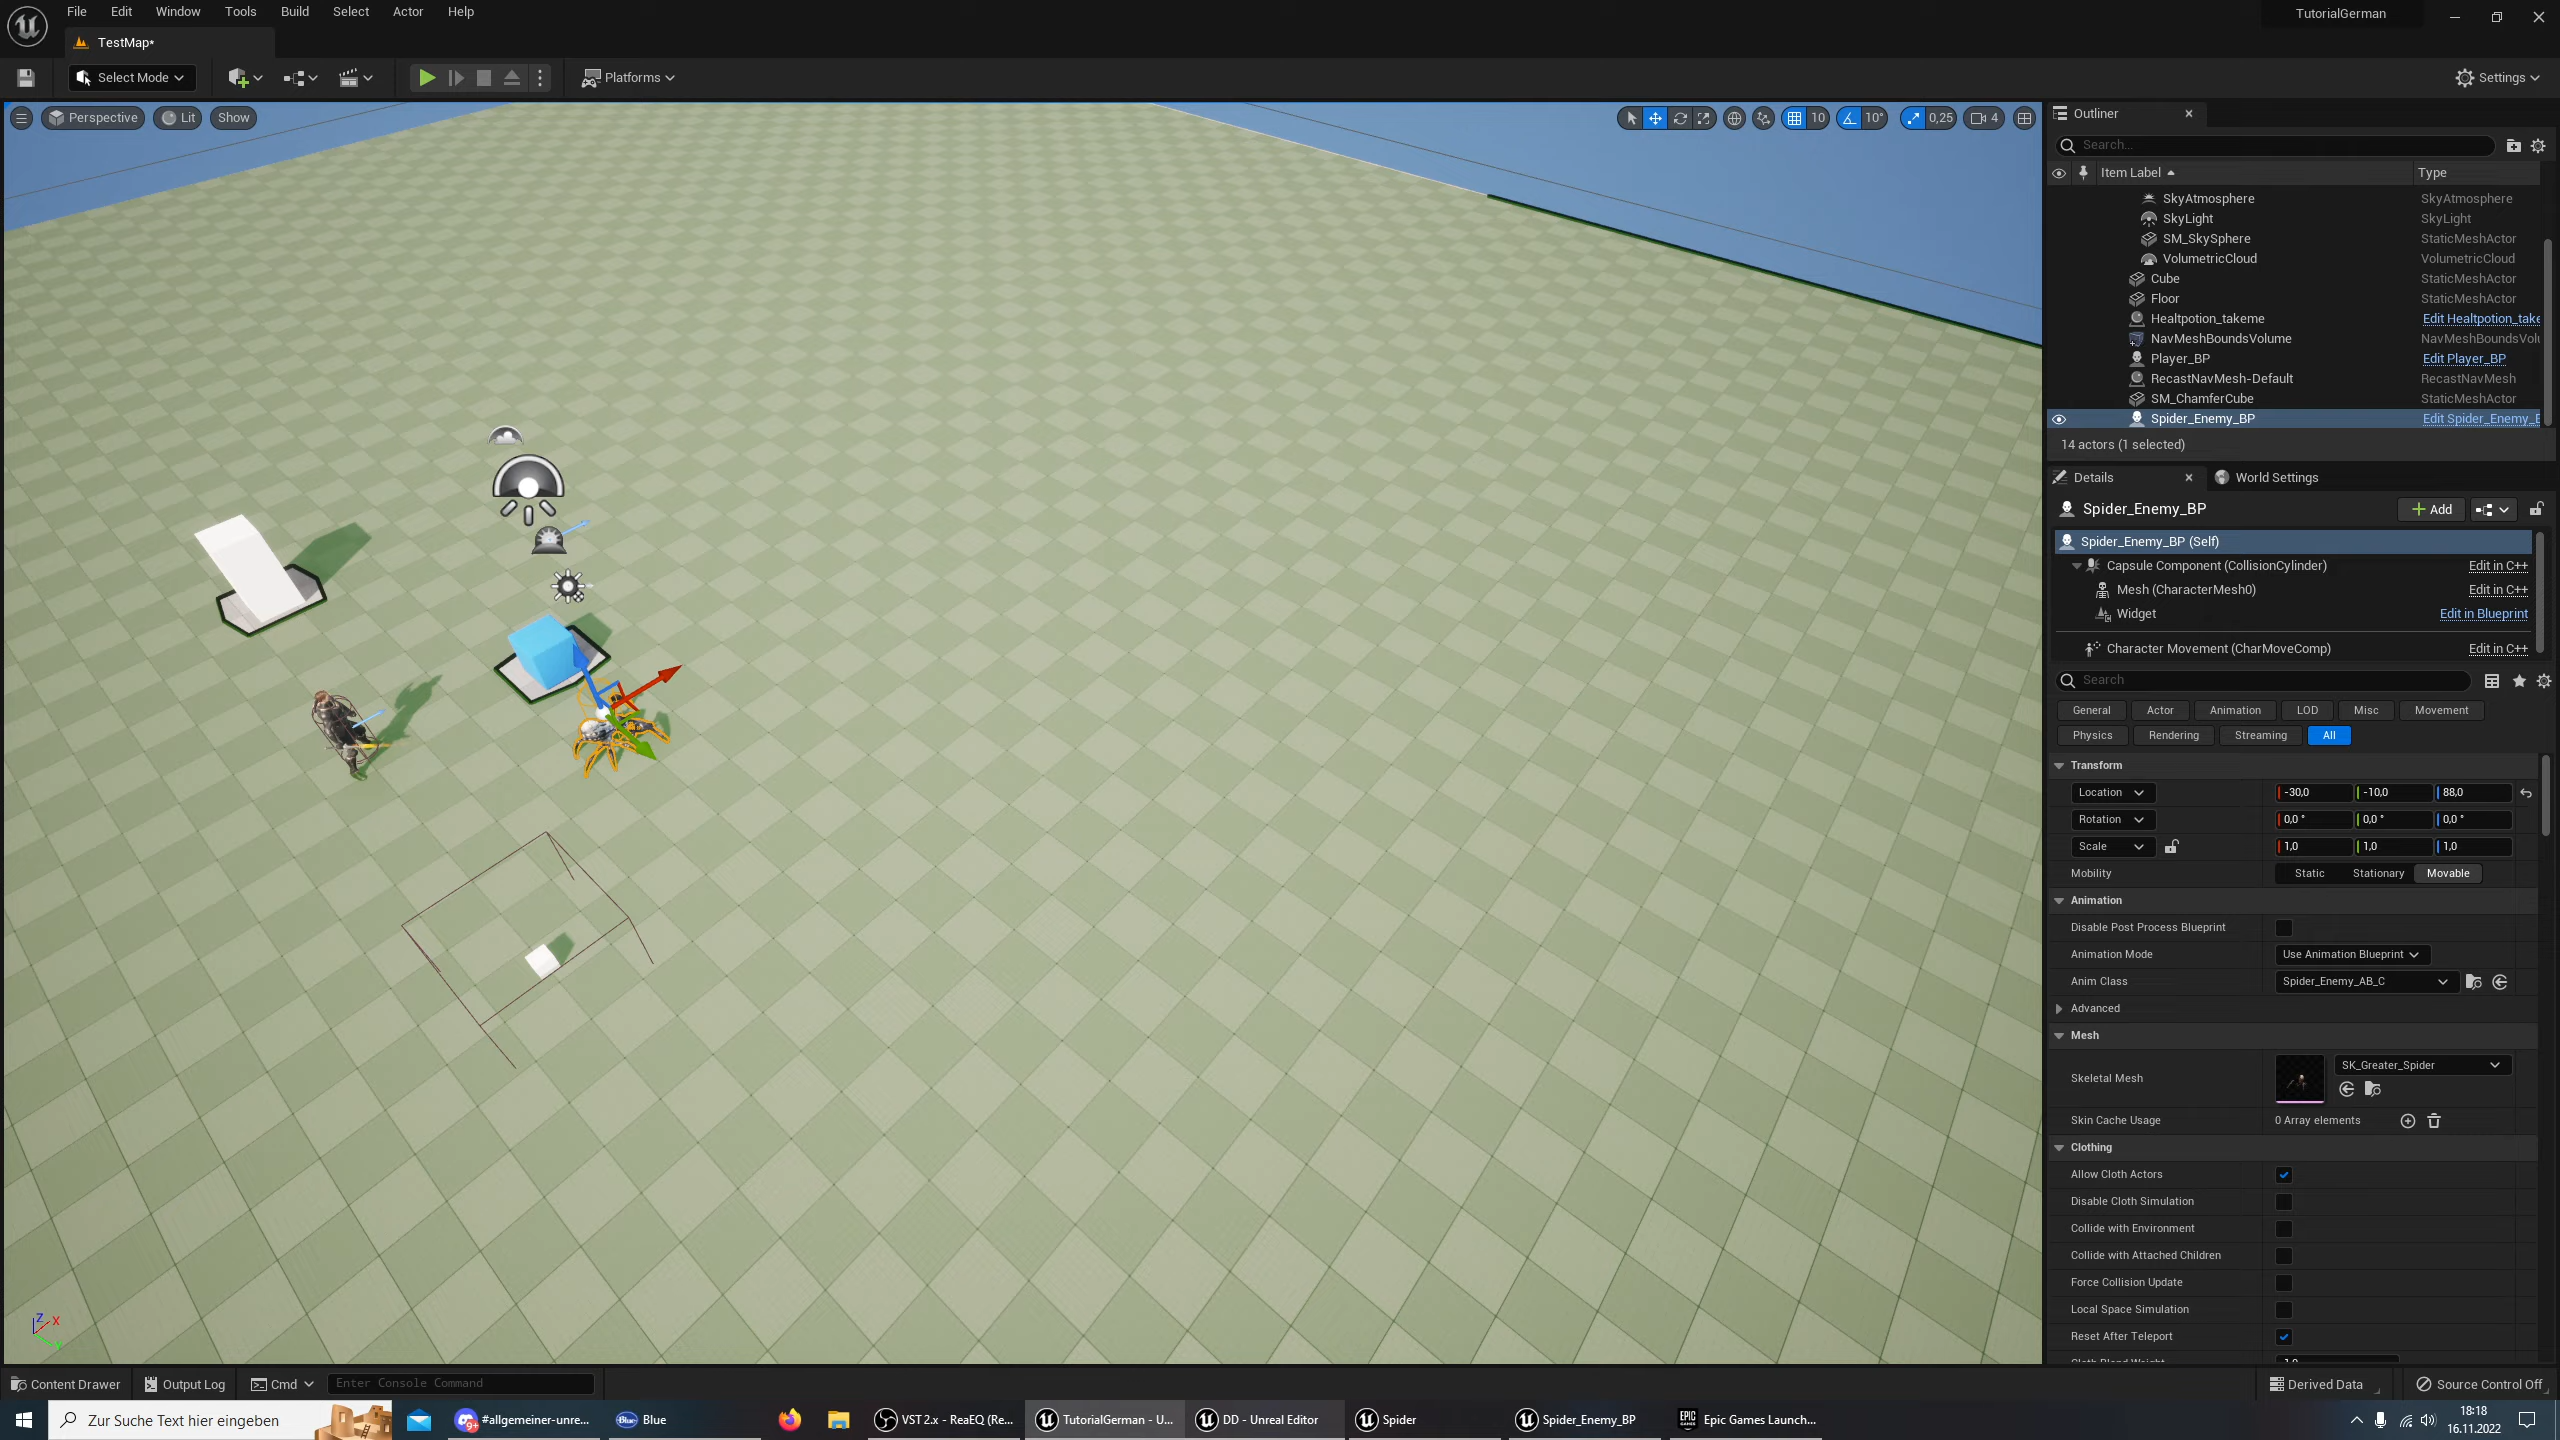 File Edit Window Tools Build Select Actor Help
TutorialGerman
TestMap*
Select Mode
Platforms
Settings
Perspective Lit Show
10 10° 0,25 4
Outliner
Search...
Item Label Type
SkyAtmosphere SkyAtmosphere
SkyLight SkyLight
SM_SkySphere StaticMeshActor
VolumetricCloud VolumetricCloud
Cube StaticMeshActor
Floor StaticMeshActor
Healtpotion_takeme Edit Healtpotion_take
NavMeshBoundsVolume NavMeshBoundsVolu
Player_BP Edit Player_BP
RecastNavMesh-Default RecastNavMesh
SM_ChamferCube StaticMeshActor
Spider_Enemy_BP Edit Spider_Enemy_B
14 actors (1 selected)
Details World Settings
Spider_Enemy_BP Add
Spider_Enemy_BP (Self)
Capsule Component (CollisionCylinder) Edit in C++
Mesh (CharacterMesh0) Edit in C++
Widget Edit in Blueprint
Character Movement (CharMoveComp) Edit in C++
Search
General Actor Animation LOD Misc Movement
Physics Rendering Streaming All
Transform
Location -30,0 -10,0 88,0
Rotation 0,0 ° 0,0 ° 0,0 °
Scale 1,0 1,0 1,0
Mobility Static Stationary Movable
Animation
Disable Post Process Blueprint
Animation Mode Use Animation Blueprint
Anim Class Spider_Enemy_AB_C
Advanced
Mesh
Skeletal Mesh SK_Greater_Spider
Skin Cache Usage 0 Array elements
Clothing
Allow Cloth Actors
Disable Cloth Simulation
Collide with Environment
Collide with Attached Children
Force Collision Update
Local Space Simulation
Reset After Teleport
Cloth Blend Weight 1,0
Z X Y
Content Drawer Output Log Cmd Enter Console Command
Derived Data Source Control Off
Zur Suche Text hier eingeben
9+ #allgemeiner-unre...
Blue Blue
VST 2.x - ReaEQ (Re...
TutorialGerman - U...
DD - Unreal Editor
Spider
Spider_Enemy_BP
EPIC GAMES Epic Games Launch...
18:18
16.11.2022